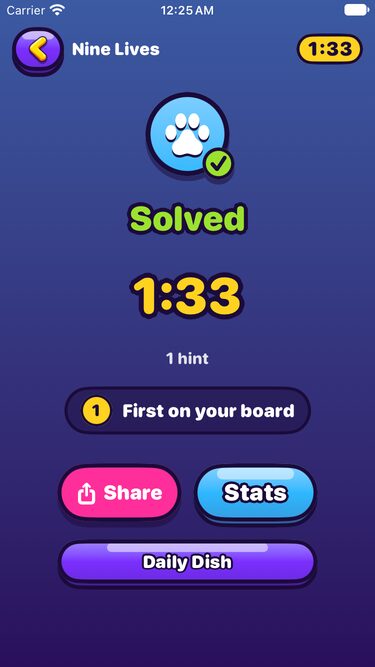 Carrier 12:25 AM
Nine Lives 1:33
Solved
1:33
1 hint
1 First on your board
Share Stats
Daily Dish